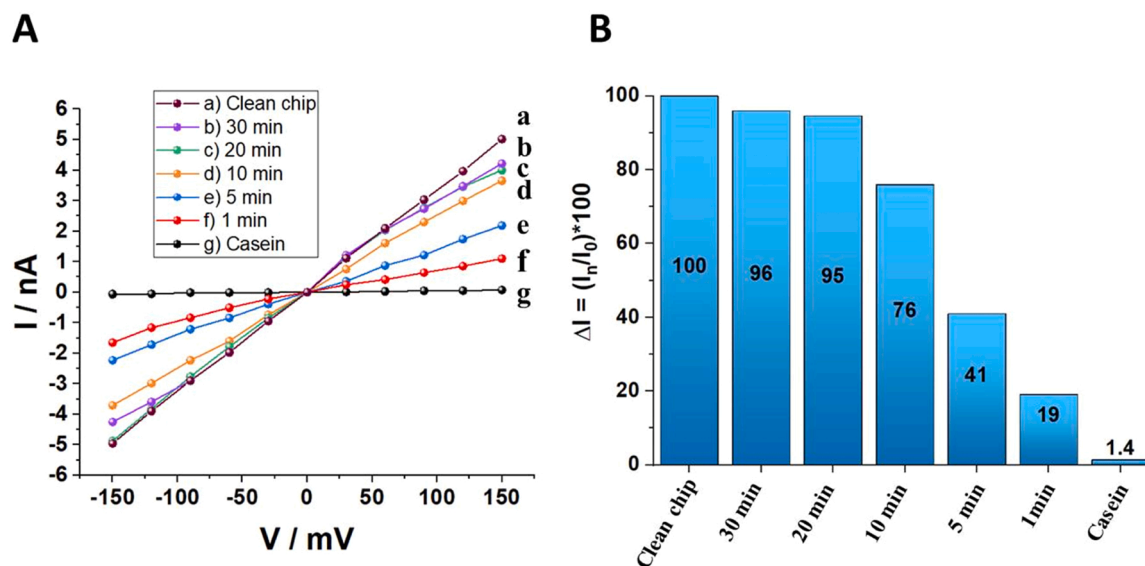 A
a) Clean chip
b) 30 min
c) 20 min
d) 10 min
e) 5 min
f) 1 min
g) Casein
6
5
4
3
2
1
0
-1
-2
-3
-4
-5
-6
I / nA
-150
-100
-50
0
50
100
150
V / mV
a
b
c
d
e
f
g
B
ΔI = (In/I0)*100
100
80
60
40
20
0
100
96
95
76
41
19
1.4
Clean chip
30 min
20 min
10 min
5 min
1min
Casein